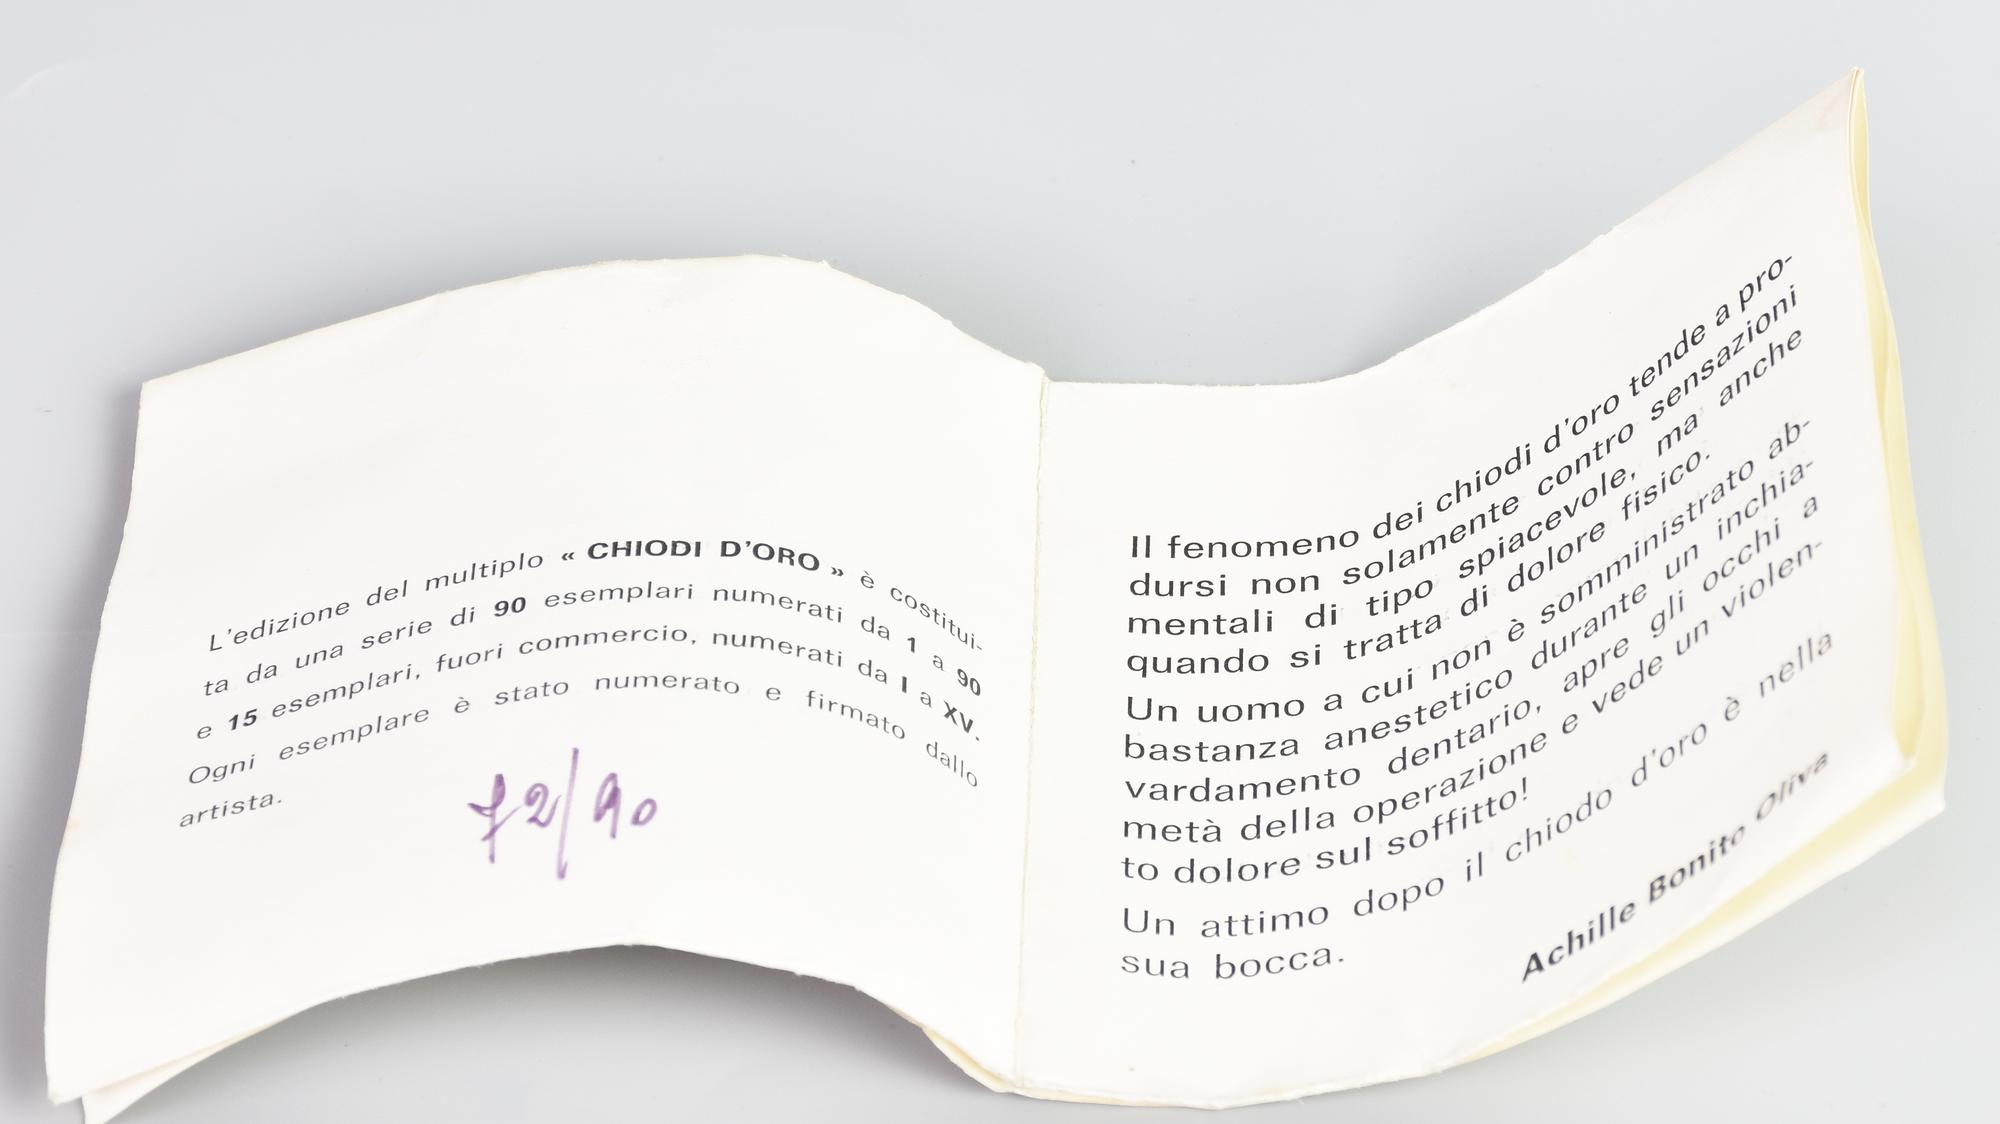 L'edizione del multiplo « CHIODI D'ORO » è costitui-
ta da una serie di 90 esemplari numerati da 1 a 90
e 15 esemplari, fuori commercio, numerati da I a XV.
Ogni esemplare è stato numerato e firmato dallo
artista.
72/90
Il fenomeno dei chiodi d'oro tende a pro-
dursi non solamente contro sensazioni
mentali di tipo spiacevole, ma anche
quando si tratta di dolore fisico.
Un uomo a cui non è somministrato ab-
bastanza anestetico durante un inchia-
vardamento dentario, apre gli occhi a
metà della operazione e vede un violen-
to dolore sul soffitto!
Un attimo dopo il chiodo d'oro è nella
sua bocca.
Achille Bonito Oliva